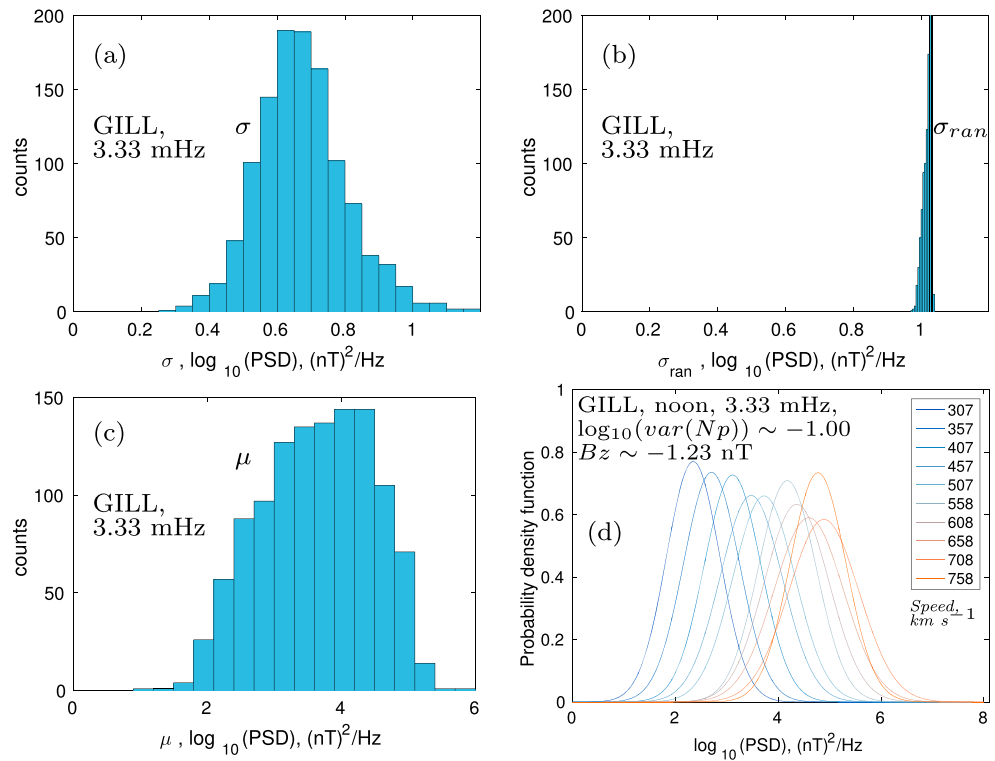 (a)
GILL,
3.33 mHz
σ
counts
200
150
100
50
0
0 0.2 0.4 0.6 0.8 1
σ , log 10 (PSD), (nT)2/Hz
(b)
GILL,
3.33 mHz
σran
counts
200
150
100
50
0
0 0.2 0.4 0.6 0.8 1
σran , log 10 (PSD), (nT)2/Hz
(c)
GILL,
3.33 mHz
μ
counts
150
100
50
0
0 2 4 6
μ , log 10 (PSD), (nT)2/Hz
GILL, noon, 3.33 mHz,
log10(var(Np)) ∼ −1.00
Bz ∼ −1.23 nT
(d)
Probability density function
1
0.8
0.6
0.4
0.2
0
0 2 4 6 8
log 10 (PSD), (nT)2/Hz
307
357
407
457
507
558
608
658
708
758
Speed,
km s−1